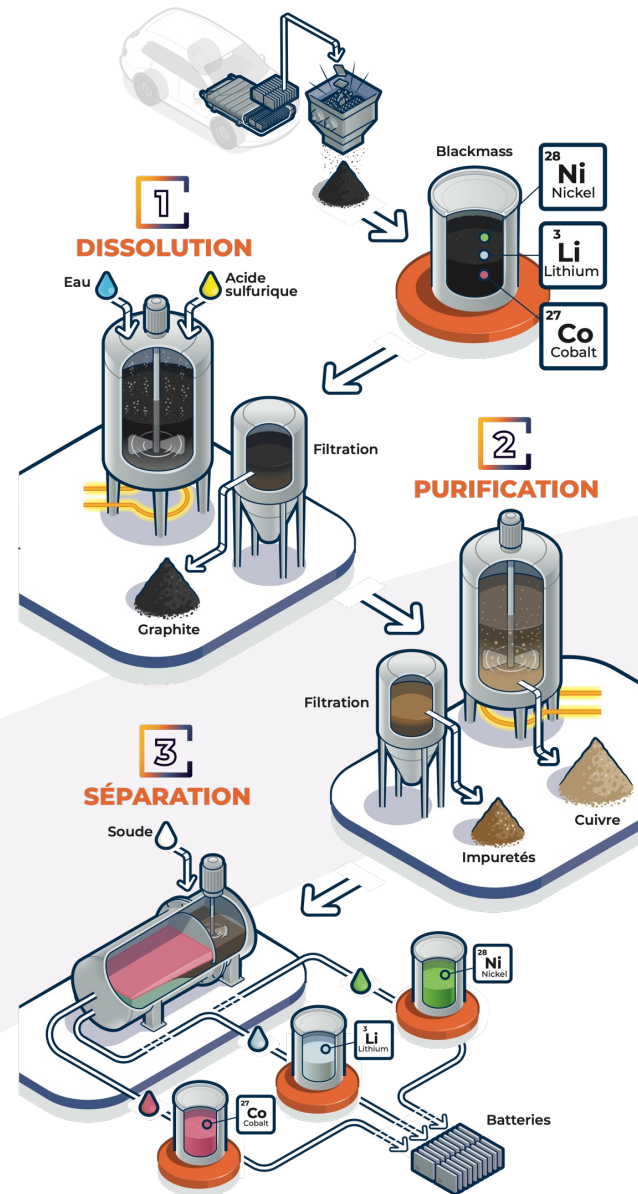 Blackmass
28
Ni
Nickel
3
Li
Lithium
27
Co
Cobalt
1
DISSOLUTION
Eau
Acide
sulfurique
Filtration
Graphite
2
PURIFICATION
Filtration
Cuivre
Impuretés
3
SÉPARATION
Soude
28
Ni
Nickel
3
Li
Lithium
27
Co
Cobalt
Batteries